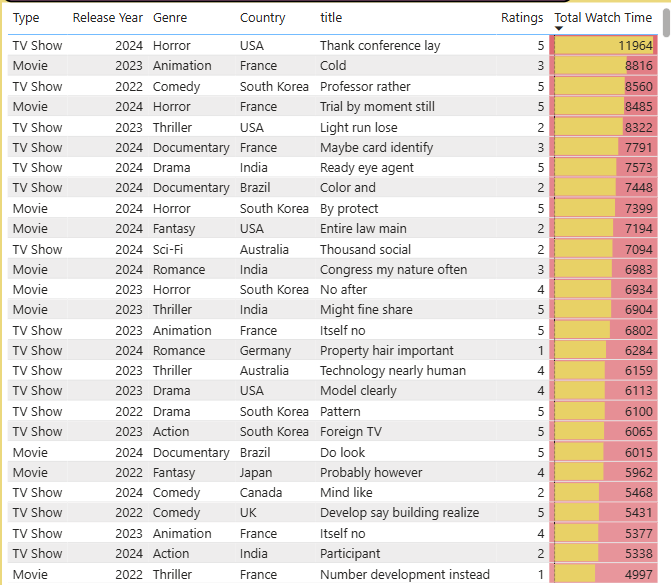 Type Release Year Genre Country title Ratings Total Watch Time
TV Show 2024 Horror USA Thank conference lay 5 11964
Movie 2023 Animation France Cold 3 8816
TV Show 2022 Comedy South Korea Professor rather 5 8560
Movie 2024 Horror France Trial by moment still 5 8485
TV Show 2023 Thriller USA Light run lose 2 8322
TV Show 2024 Documentary France Maybe card identify 3 7791
TV Show 2024 Drama India Ready eye agent 5 7573
TV Show 2024 Documentary Brazil Color and 2 7448
Movie 2024 Horror South Korea By protect 5 7399
Movie 2024 Fantasy USA Entire law main 2 7194
TV Show 2024 Sci-Fi Australia Thousand social 2 7094
Movie 2024 Romance India Congress my nature often 3 6983
Movie 2023 Horror South Korea No after 4 6934
Movie 2023 Thriller India Might fine share 5 6904
TV Show 2023 Animation France Itself no 5 6802
TV Show 2024 Romance Germany Property hair important 1 6284
TV Show 2023 Thriller Australia Technology nearly human 4 6159
TV Show 2023 Drama USA Model clearly 4 6113
TV Show 2022 Drama South Korea Pattern 5 6100
TV Show 2023 Action South Korea Foreign TV 5 6065
Movie 2024 Documentary Brazil Do look 5 6015
Movie 2022 Fantasy Japan Probably however 4 5962
TV Show 2024 Comedy Canada Mind like 2 5468
TV Show 2022 Comedy UK Develop say building realize 5 5431
TV Show 2023 Animation France Itself no 4 5377
TV Show 2024 Action India Participant 2 5338
Movie 2022 Thriller France Number development instead 1 4997